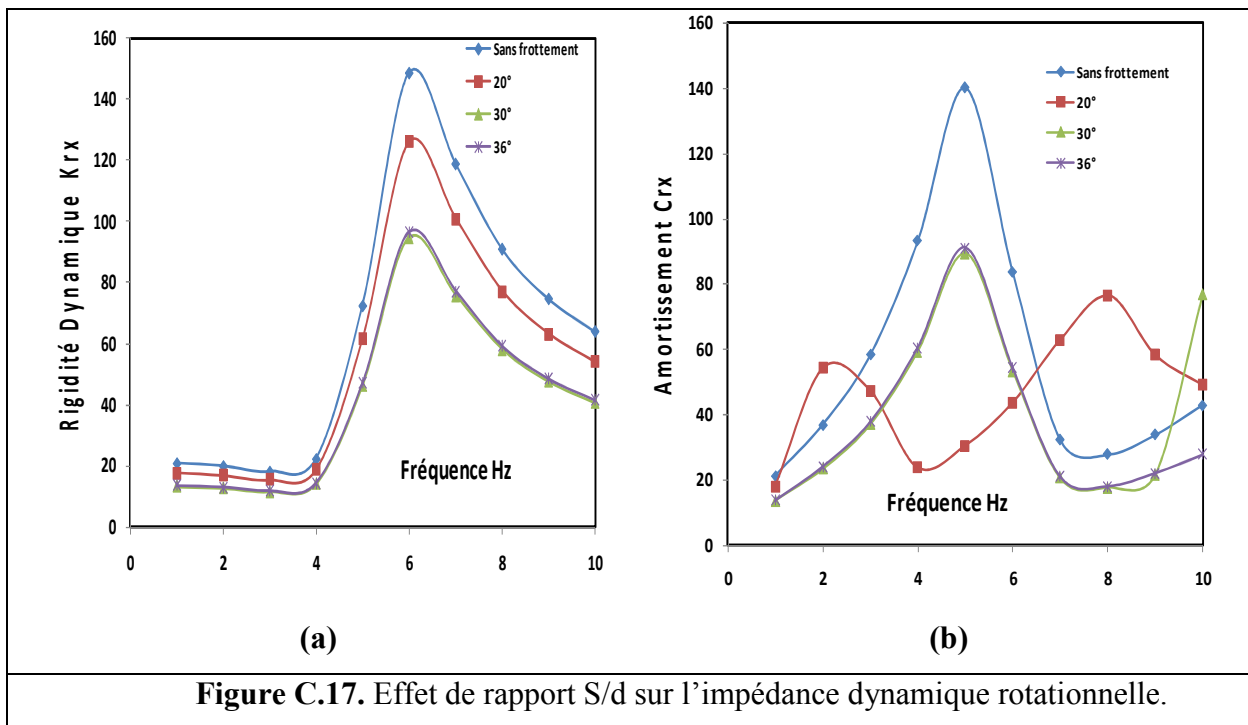 160
140
120
100
80
60
40
20
0
0 2 4 6 8 10
Rigidité Dynamique Krx
Fréquence Hz
Sans frottement
20°
30°
36°
(a)
160
140
120
100
80
60
40
20
0
0 2 4 6 8 10
Amortissement Crx
Fréquence Hz
Sans frottement
20°
30°
36°
(b)
Figure C.17. Effet de rapport S/d sur l’impédance dynamique rotationnelle.